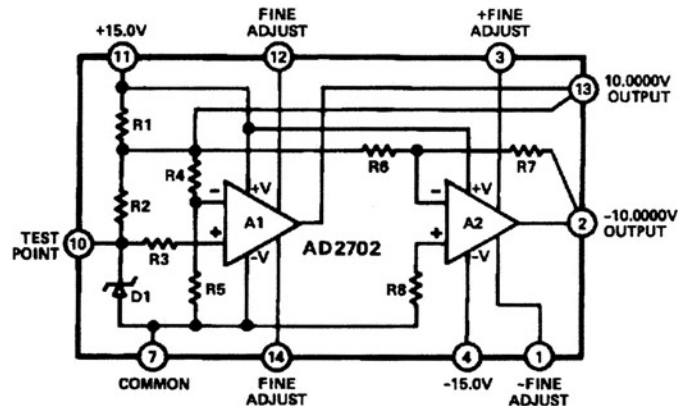 +15.0V
11
FINE
ADJUST
12
+FINE
ADJUST
3
13
10.0000V
OUTPUT
R1
R4
R6
R7
R2
-
+V
A1
+
-V
-
+V
A2
+
-V
2
-10.0000V
OUTPUT
TEST
POINT
10
R3
AD2702
D1
R5
R8
7
COMMON
14
FINE
ADJUST
4
-15.0V
1
-FINE
ADJUST